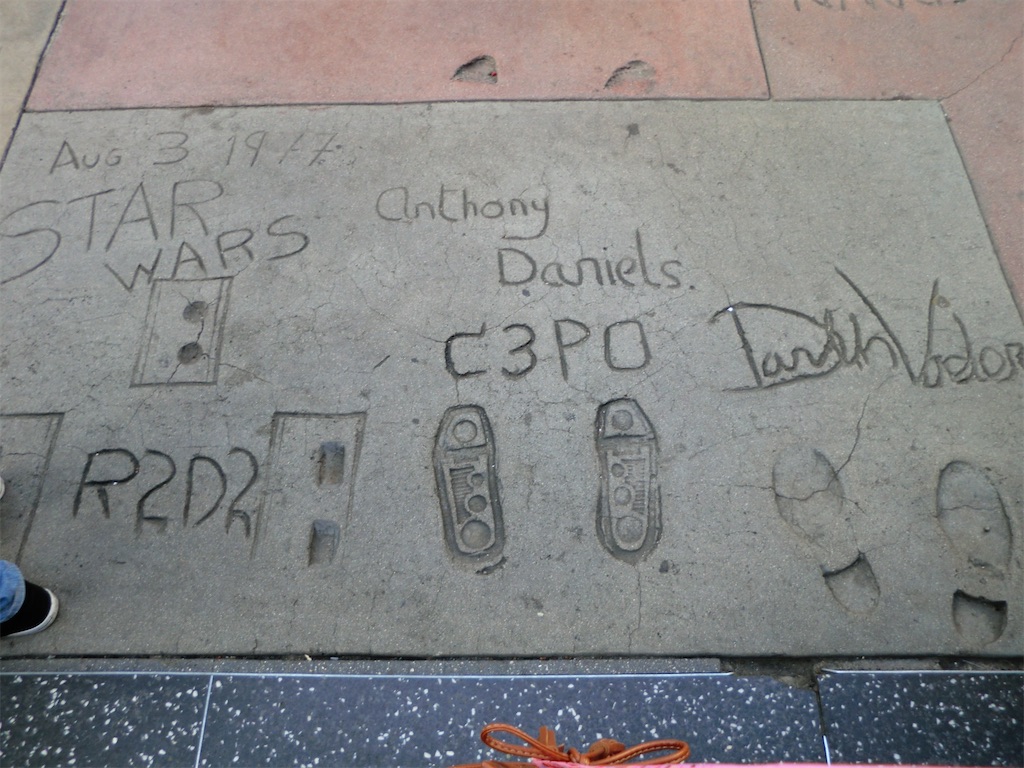 Aug 3 1977
STAR
WARS
Anthony
Daniels.
C3PO
Darth Vader
R2D2